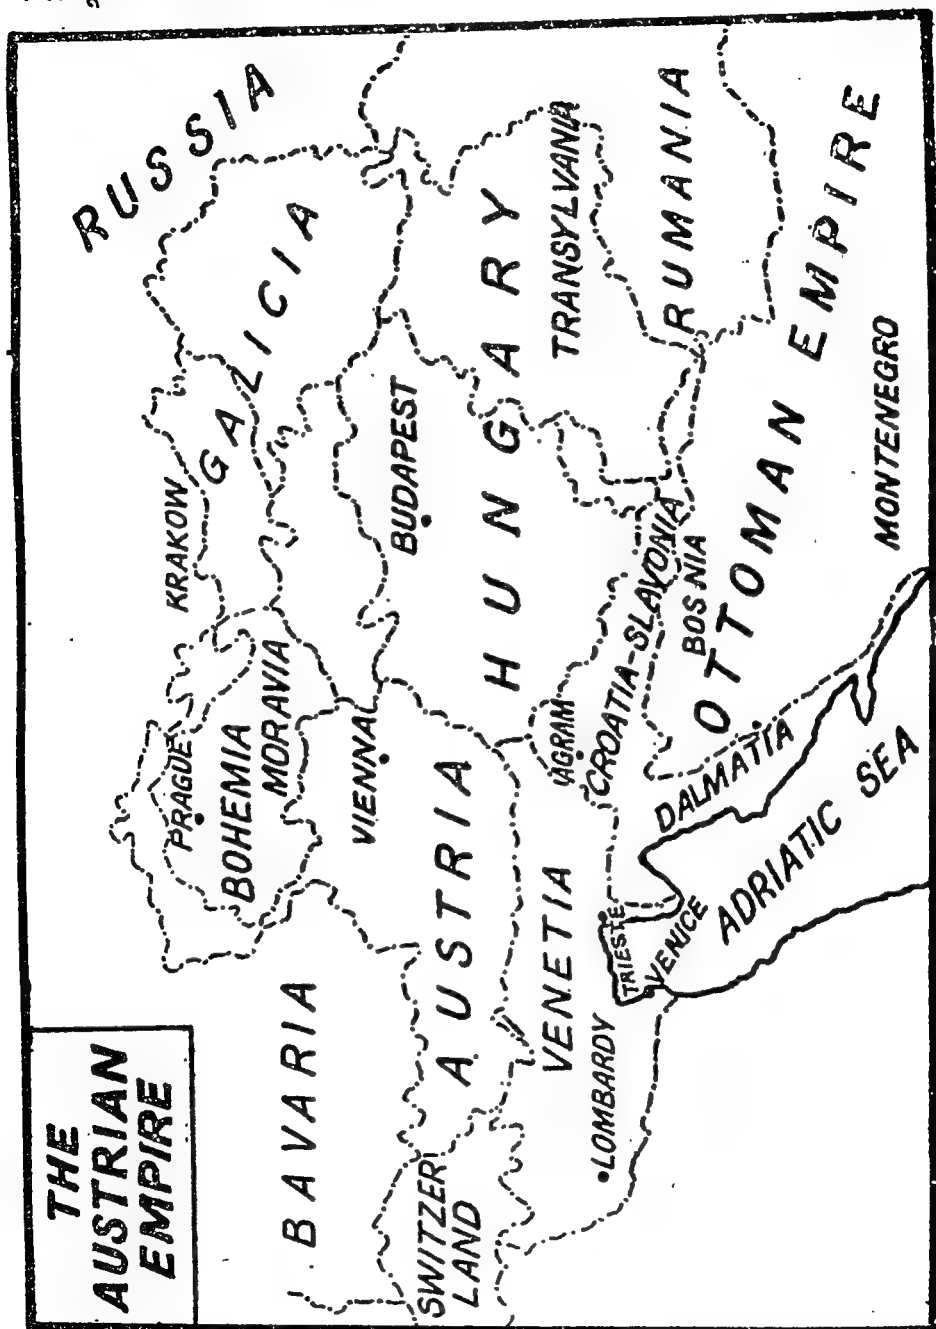 THE
AUSTRIAN
EMPIRE
RUSSIA
KRAKOW
GALICIA
PRAGUE
BOHEMIA
MORAVIA
BAVARIA
VIENNA
BUDAPEST
SWITZER
LAND
AUSTRIA
HUNGARY
TRANSYLVANIA
VENETIA
AGRAM
CROATIA-SLAVONIA
LOMBARDY
TRIESTE
VENICE
DALMATIA
BOSNIA
RUMANIA
OTTOMAN EMPIRE
ADRIATIC SEA
MONTENEGRO